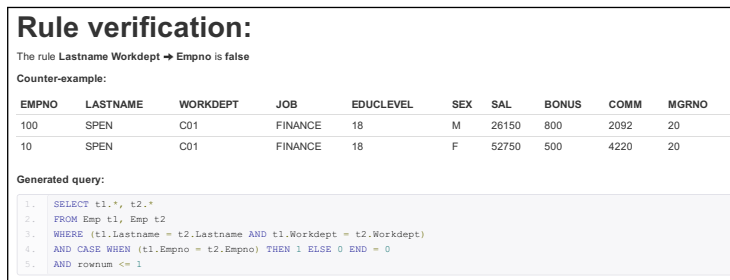 Rule verification:
The rule Lastname Workdept ➔ Empno is false
Counter-example:
EMPNO LASTNAME WORKDEPT JOB EDUCLEVEL SEX SAL BONUS COMM MGRNO
100 SPEN C01 FINANCE 18 M 26150 800 2092 20
10 SPEN C01 FINANCE 18 F 52750 500 4220 20
Generated query:
1. SELECT t1.*, t2.*
2. FROM Emp t1, Emp t2
3. WHERE (t1.Lastname = t2.Lastname AND t1.Workdept = t2.Workdept)
4. AND CASE WHEN (t1.Empno = t2.Empno) THEN 1 ELSE 0 END = 0
5. AND rownum <= 1